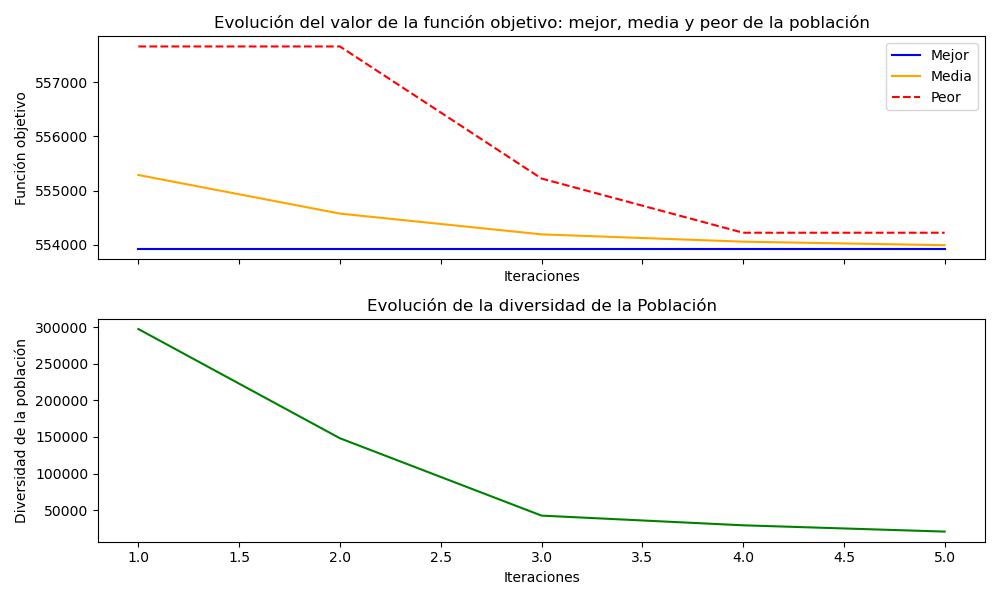 Evolución del valor de la función objetivo: mejor, media y peor de la población
Función objetivo
557000
556000
555000
554000
Mejor
Media
Peor
Iteraciones
Evolución de la diversidad de la Población
Diversidad de la población
300000
250000
200000
150000
100000
50000
1.0 1.5 2.0 2.5 3.0 3.5 4.0 4.5 5.0
Iteraciones